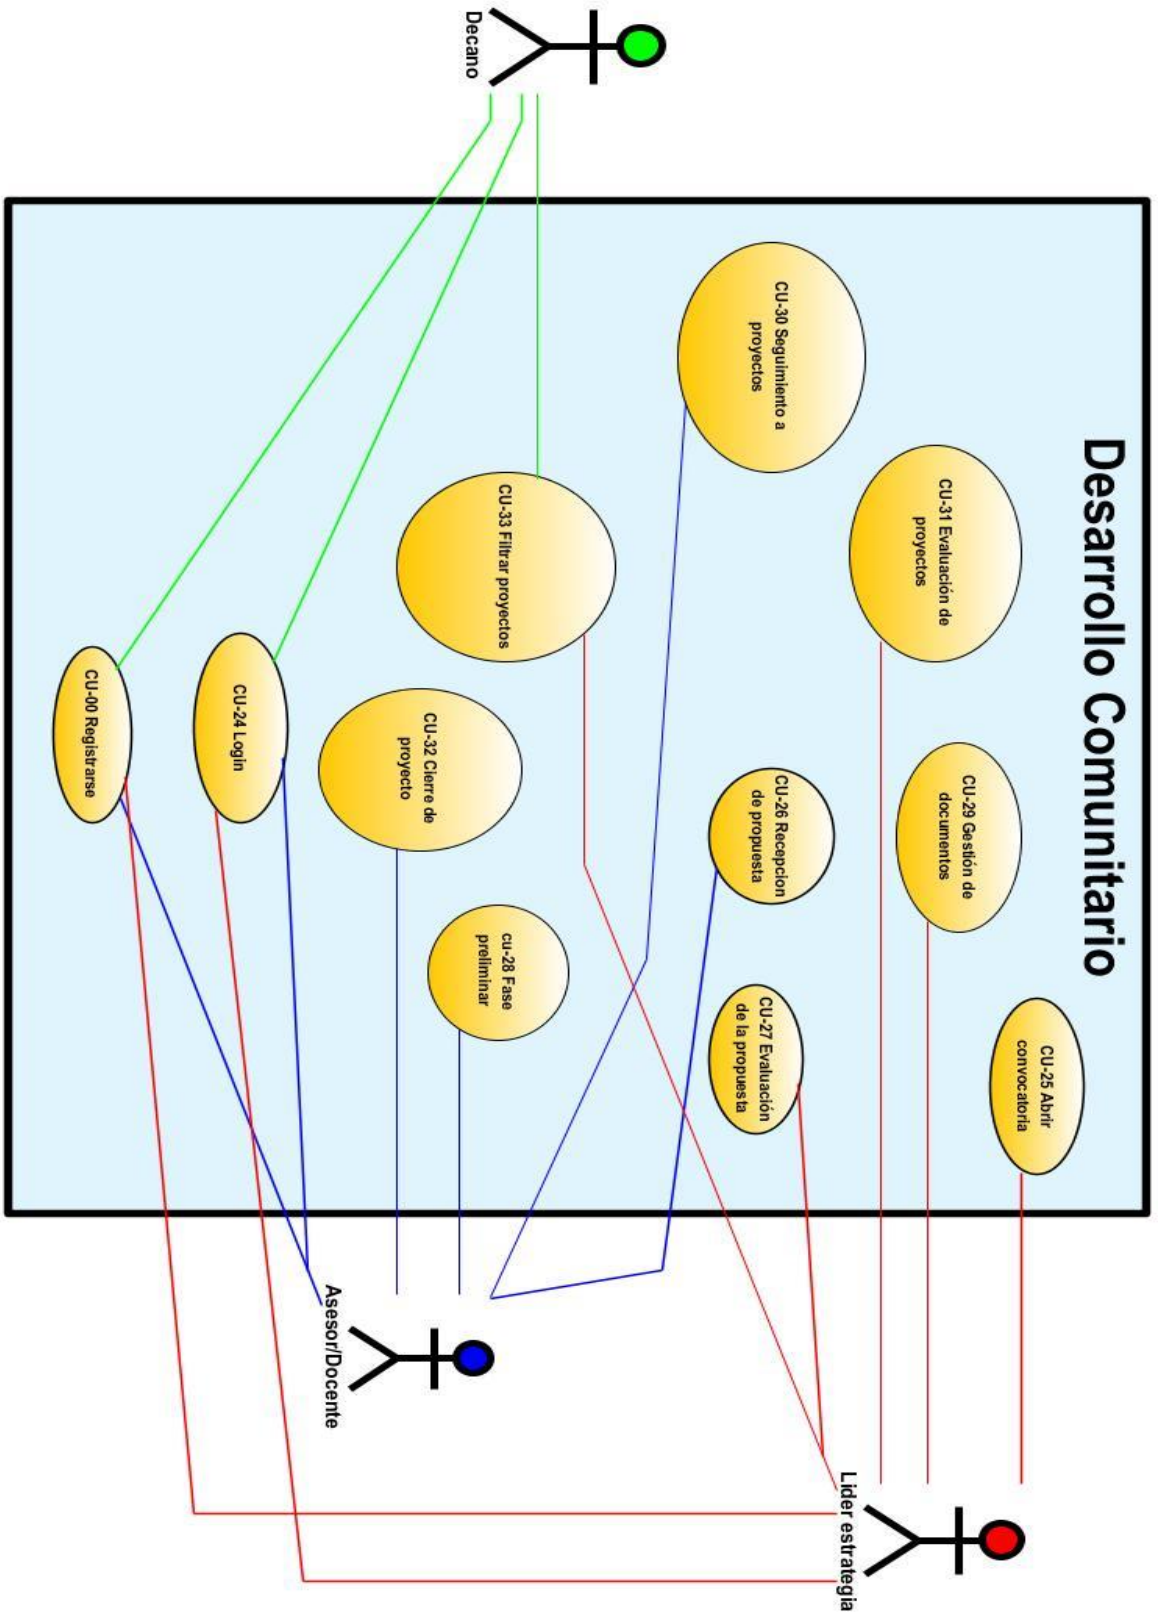 Desarrollo Comunitario
Decano
CU-31 Evaluación de
proyectos
CU-29 Gestión de
documentos
CU-25 Abrir
convocatoria
CU-30 Seguimiento a
proyectos
CU-26 Recepcion
de propuesta
CU-27 Evaluación
de la propuesta
Lider estrategia
CU-33 Filtrar proyectos
cu-28 Fase
preliminar
CU-32 Cierre de
proyecto
Asesor/Docente
CU-24 Login
CU-00 Registrarse